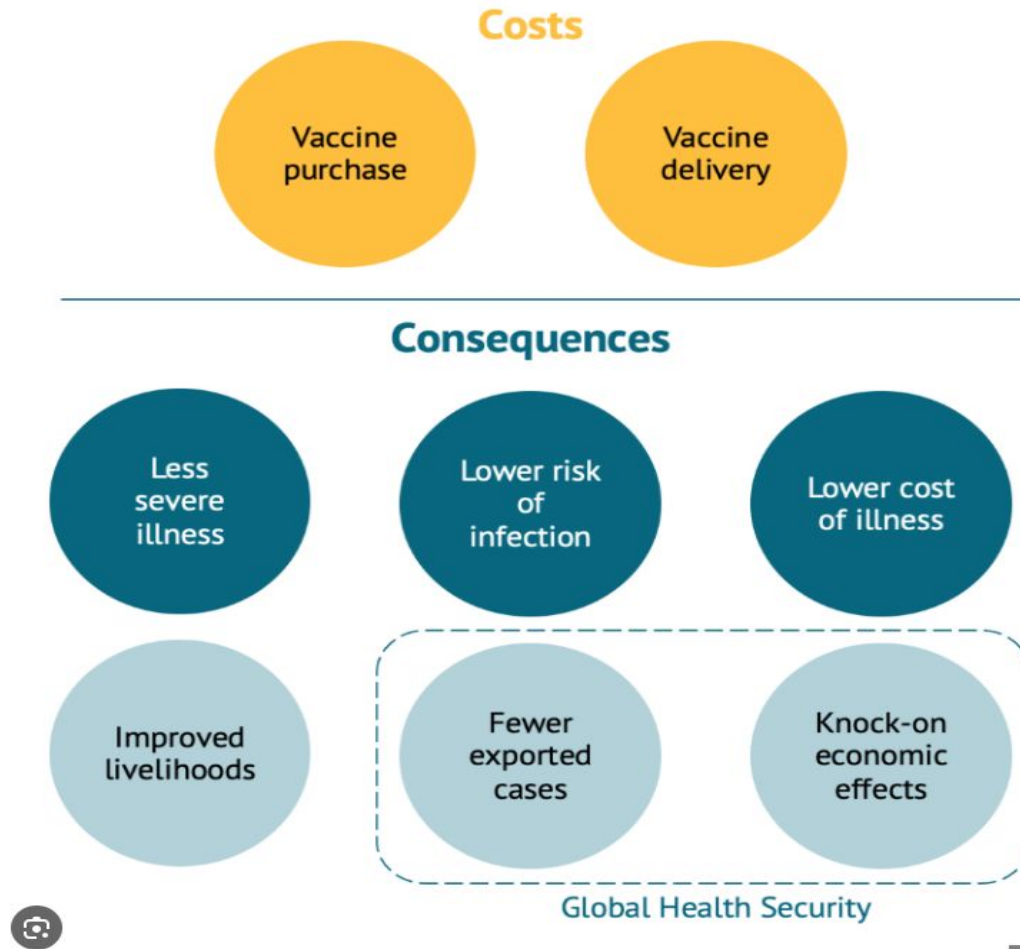 Costs
Vaccine
purchase
Vaccine
delivery
Consequences
Less
severe
illness
Lower risk
of
infection
Lower cost
of illness
Improved
livelihoods
Fewer
exported
cases
Knock-on
economic
effects
Global Health Security